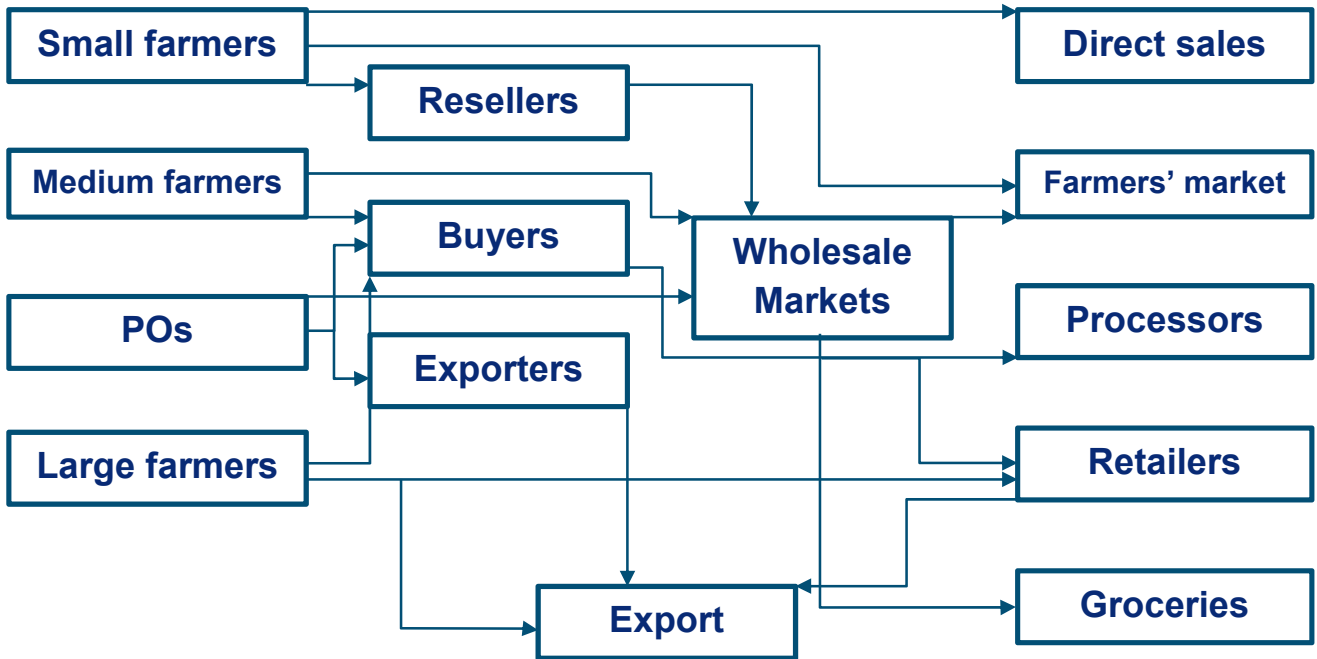 Small farmers
Direct sales
Resellers
Medium farmers
Farmers’ market
Buyers
Wholesale
Markets
POs
Processors
Exporters
Large farmers
Retailers
Export
Groceries